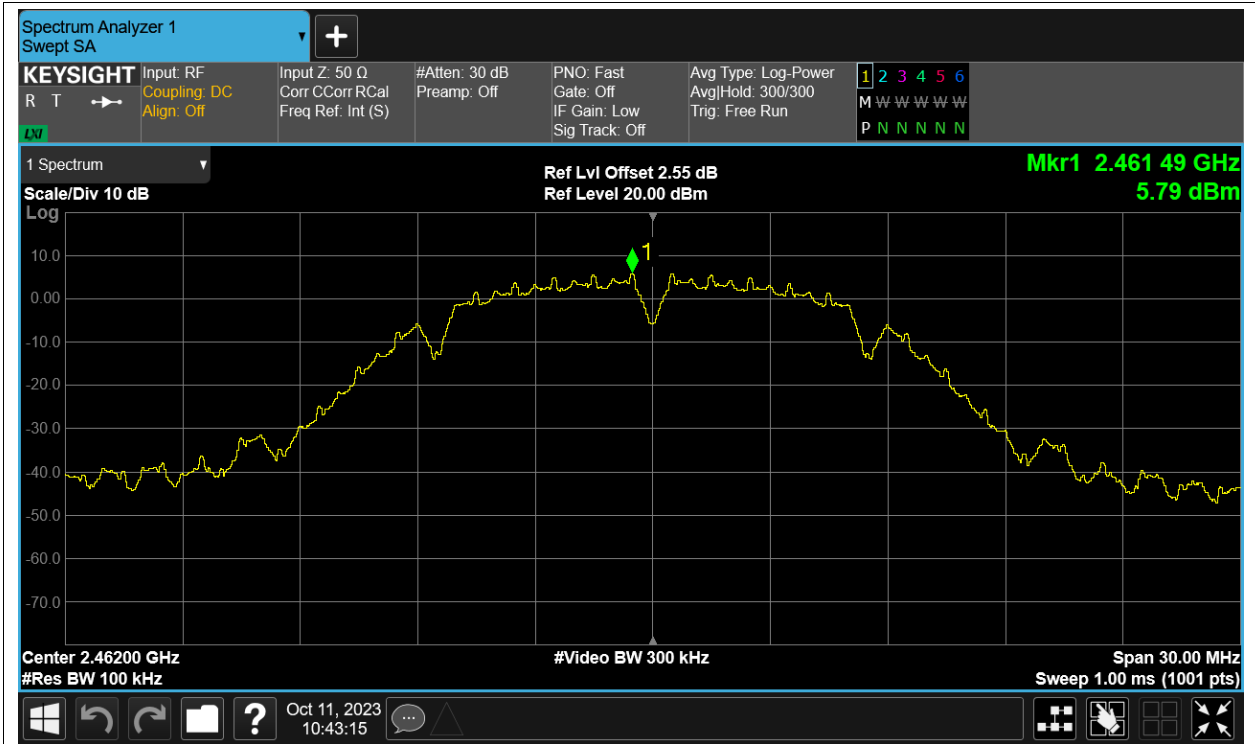 Spectrum Analyzer 1
Swept SA
KEYSIGHT
R T
LXI
Input: RF
Coupling: DC
Align: Off
Input Z: 50 Ω
Corr CCorr RCal
Freq Ref: Int (S)
#Atten: 30 dB
Preamp: Off
PNO: Fast
Gate: Off
IF Gain: Low
Sig Track: Off
Avg Type: Log-Power
Avg|Hold: 300/300
Trig: Free Run
1 2 3 4 5 6
M W W W W W W
P N N N N N
1 Spectrum
Scale/Div 10 dB
Log
Ref Lvl Offset 2.55 dB
Ref Level 20.00 dBm
Mkr1 2.461 49 GHz
5.79 dBm
1
10.0
0.00
-10.0
-20.0
-30.0
-40.0
-50.0
-60.0
-70.0
Center 2.46200 GHz
#Res BW 100 kHz
#Video BW 300 kHz
Span 30.00 MHz
Sweep 1.00 ms (1001 pts)
?
Oct 11, 2023
10:43:15